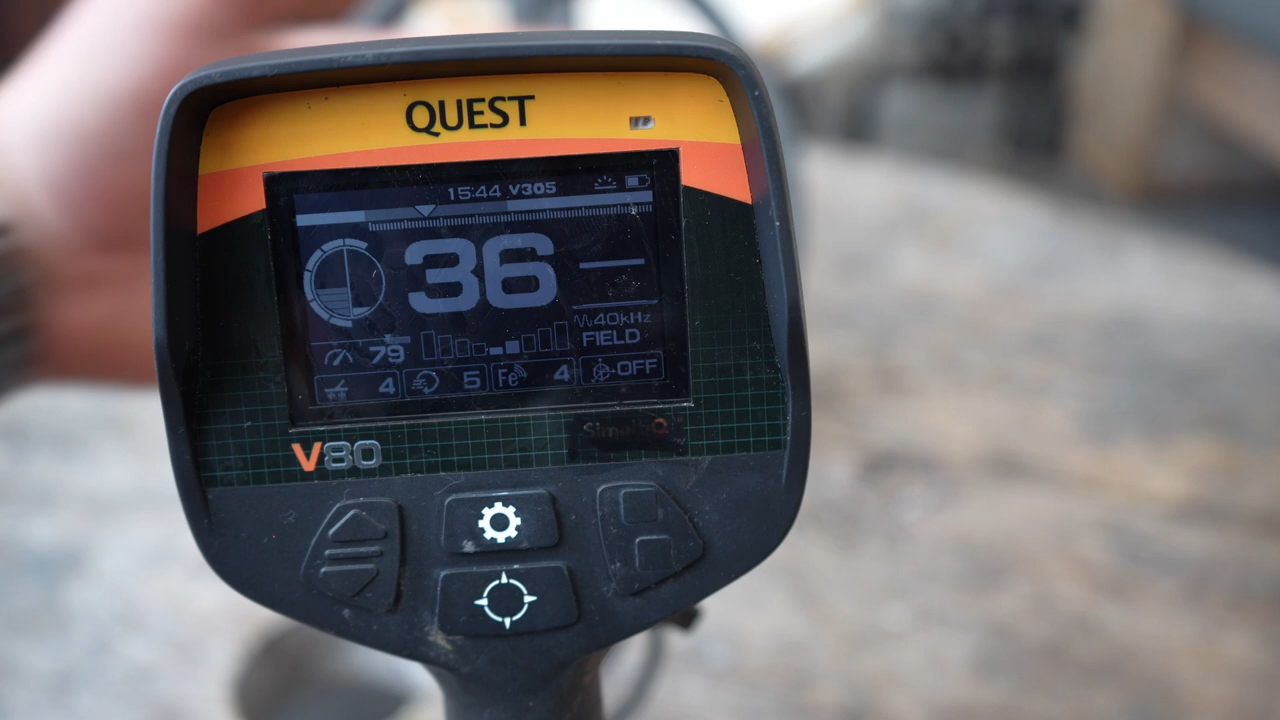 QUEST
15:44 V305
36
40kHz
FIELD
79
4 5 Fe 4 OFF
V80
SimultiQ